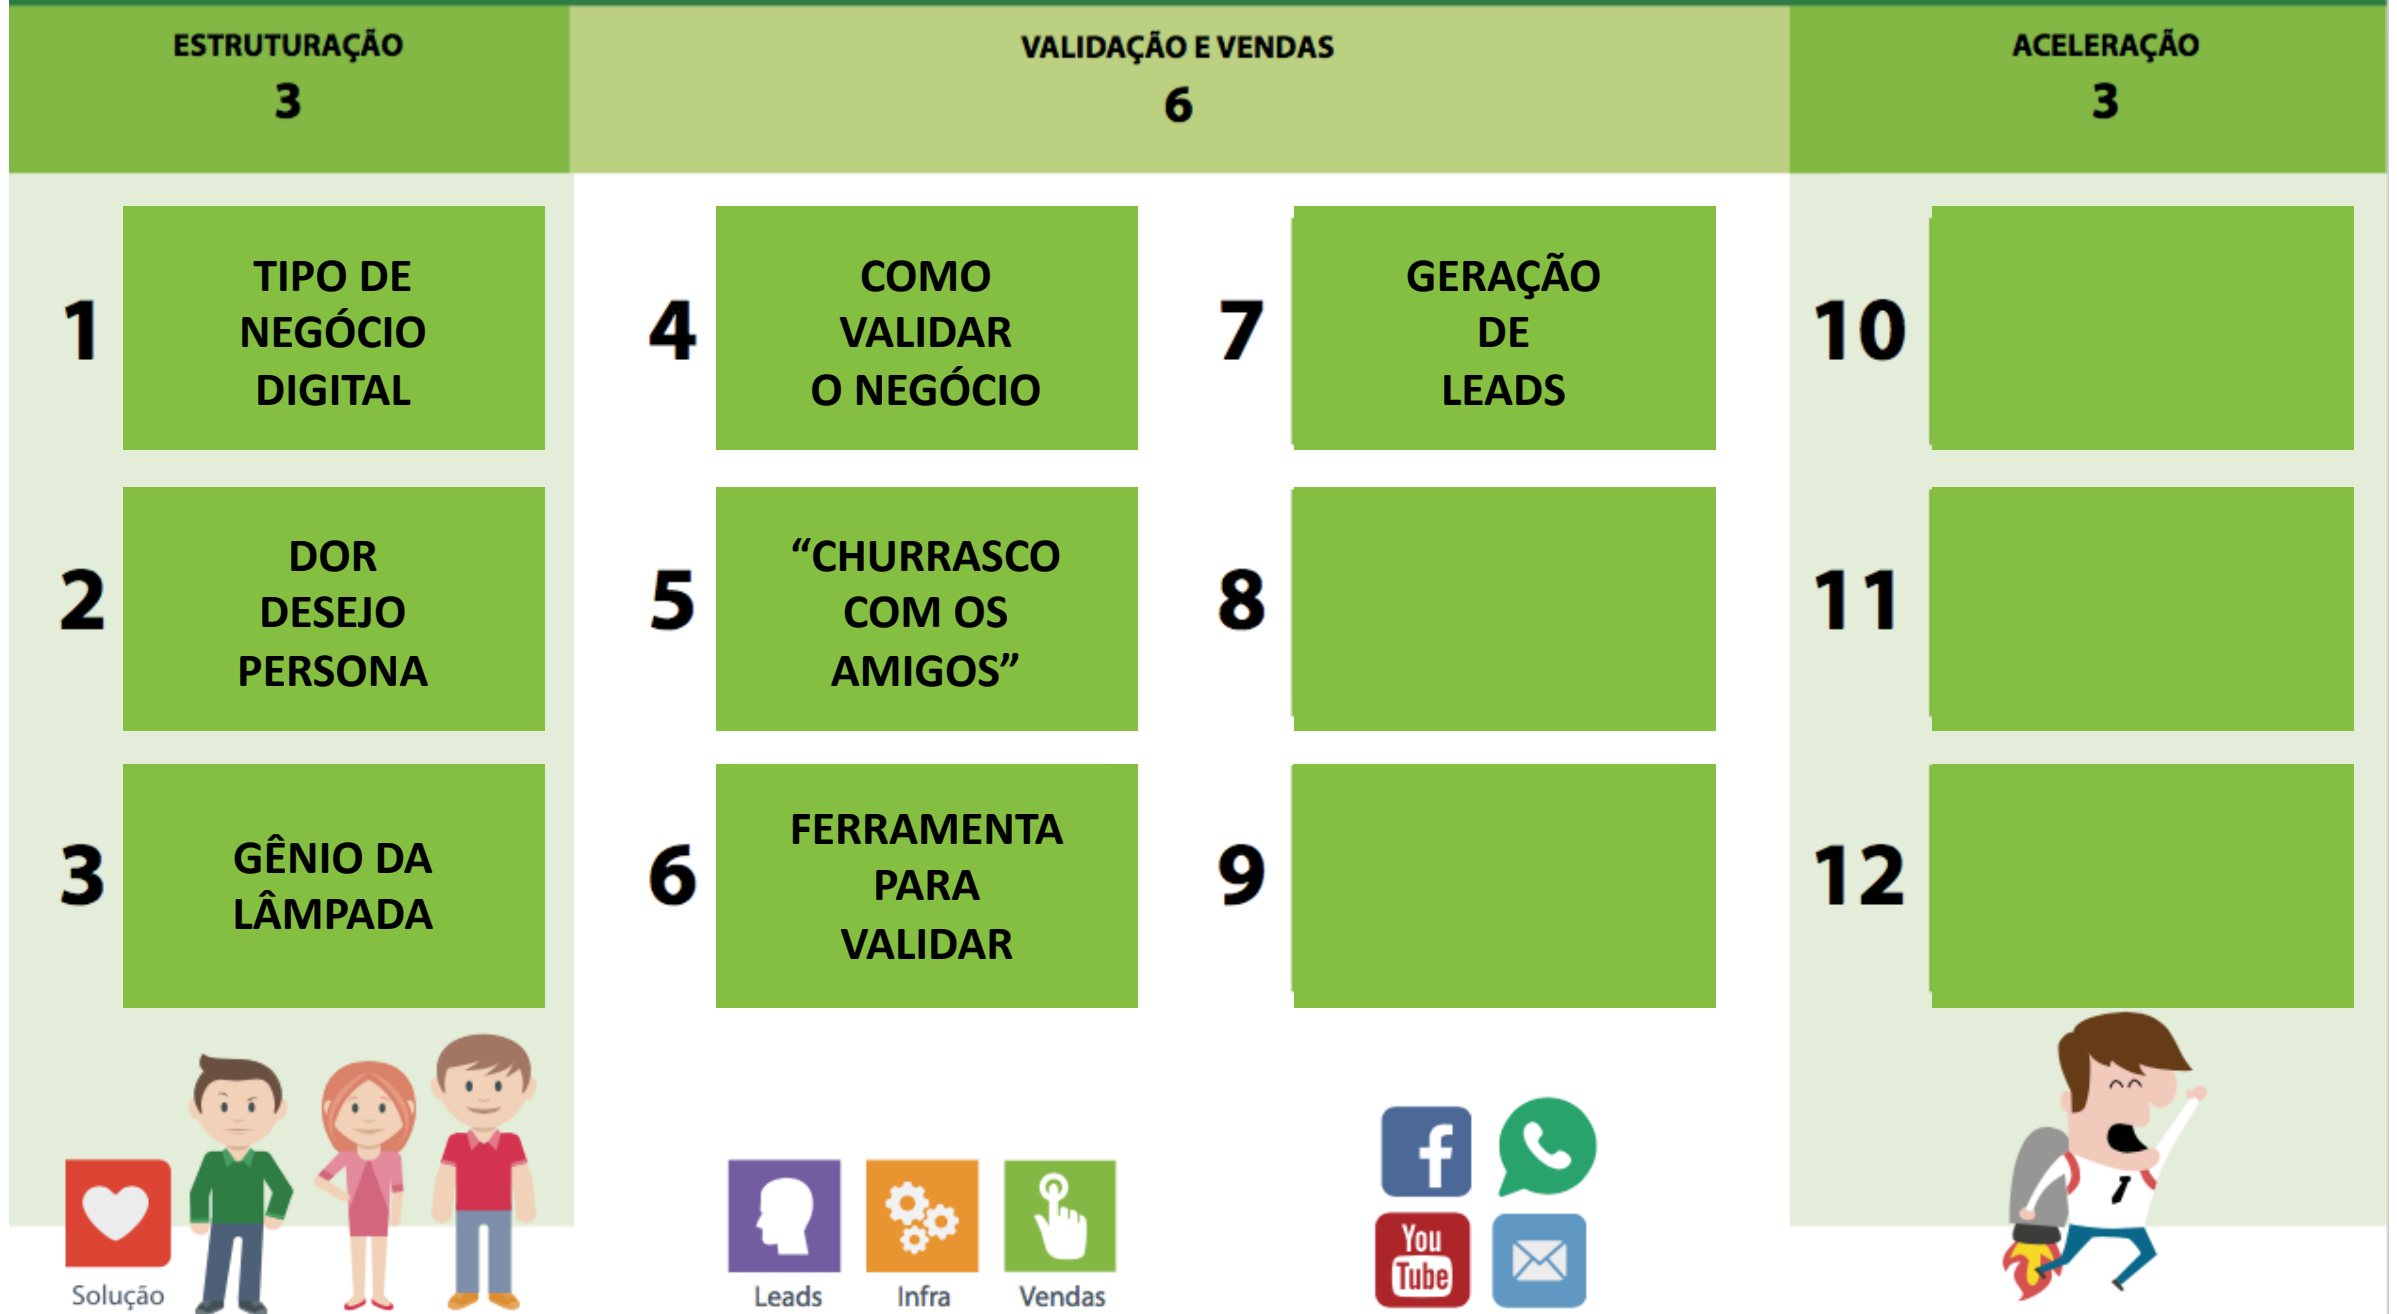 ESTRUTURAÇÃO
3
VALIDAÇÃO E VENDAS
6
ACELERAÇÃO
3
1
TIPO DE
NEGÓCIO
DIGITAL
2
DOR
DESEJO
PERSONA
3
GÊNIO DA
LÂMPADA
4
COMO
VALIDAR
O NEGÓCIO
5
“CHURRASCO
COM OS
AMIGOS”
6
FERRAMENTA
PARA
VALIDAR
7
GERAÇÃO
DE
LEADS
8
9
10
11
12
Solução
Leads
Infra
Vendas
f
You
Tube